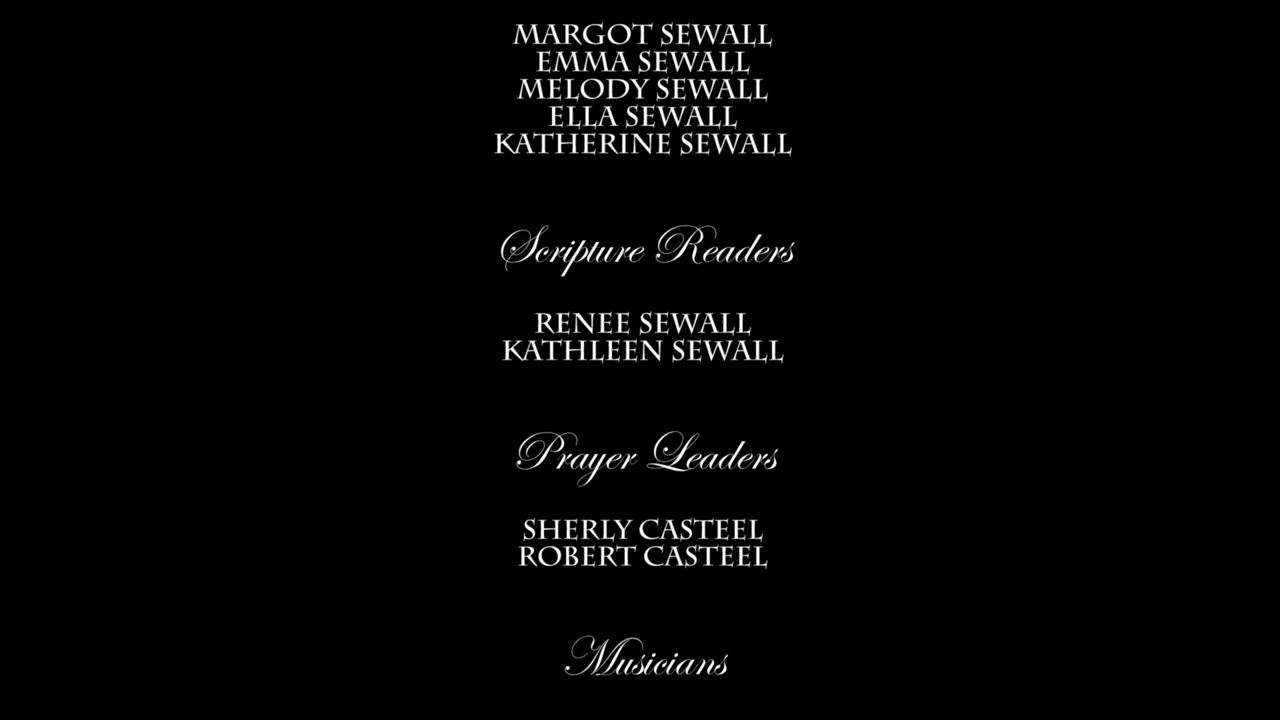 MARGOT SEWALL
EMMA SEWALL
MELODY SEWALL
ELLA SEWALL
KATHERINE SEWALL
Scripture Readers
RENEE SEWALL
KATHLEEN SEWALL
Prayer Leaders
SHERLY CASTEEL
ROBERT CASTEEL
Musicians